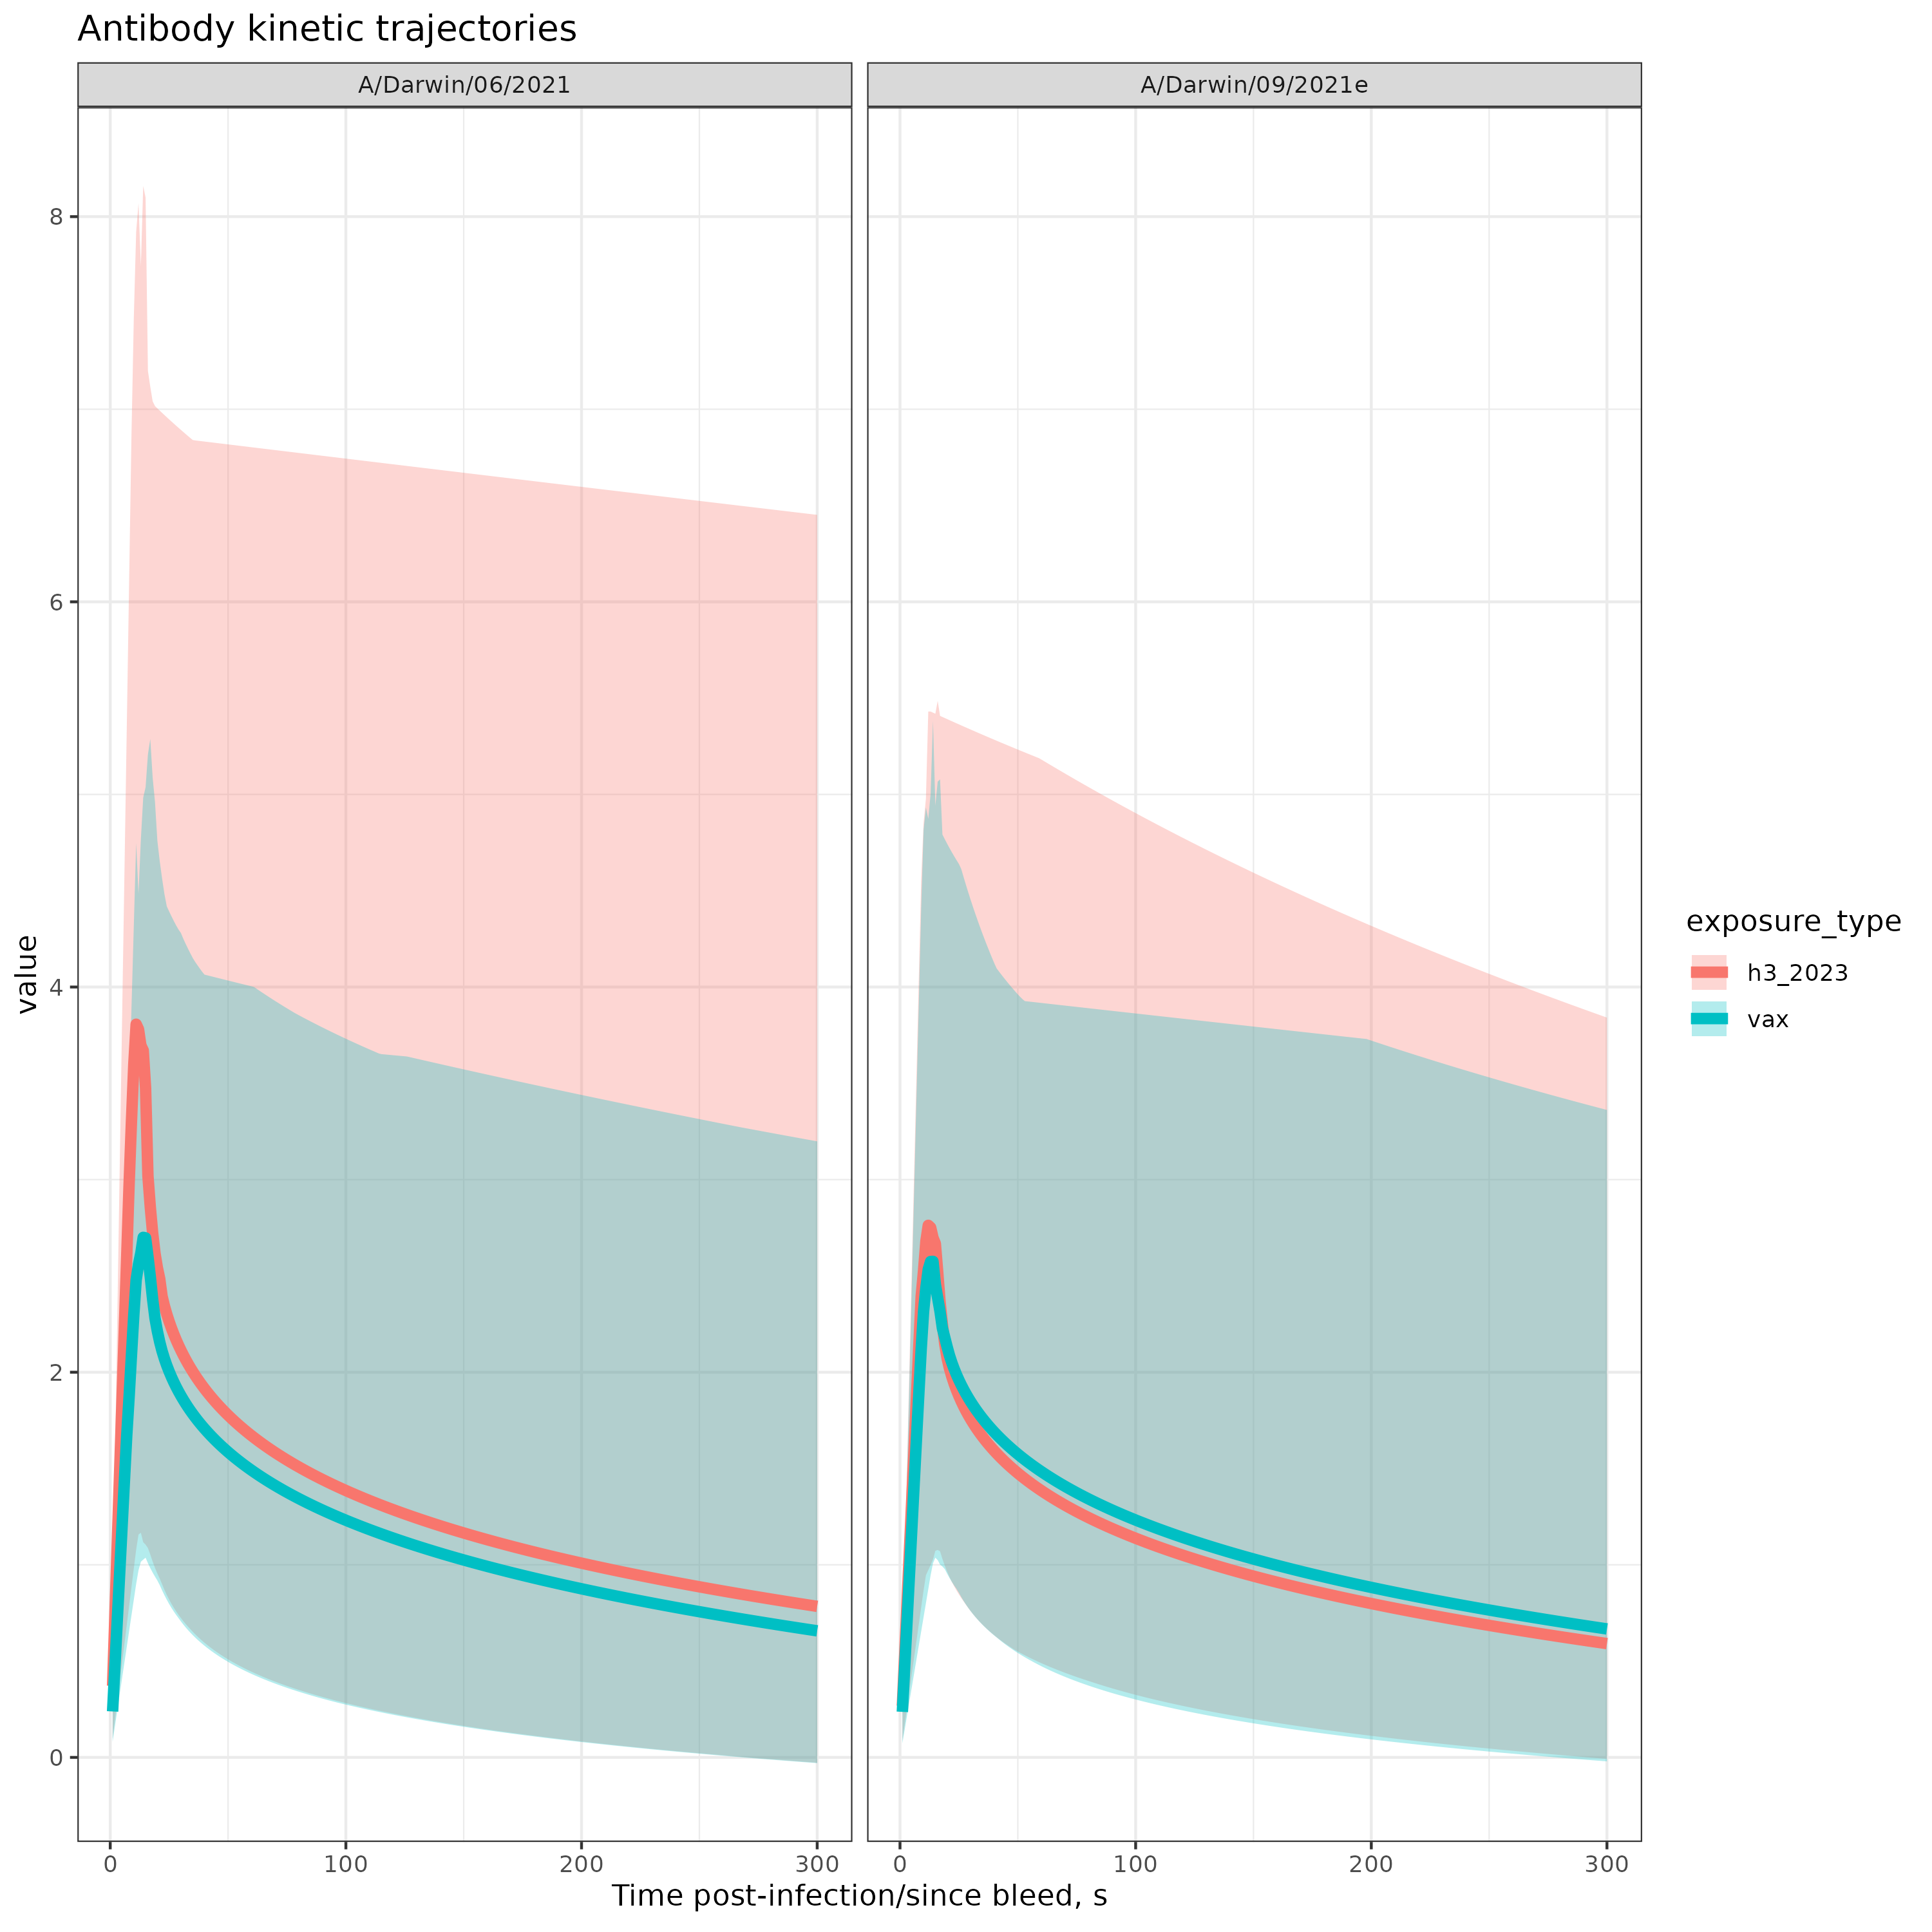 Antibody kinetic trajectories
A/Darwin/06/2021
A/Darwin/09/2021e
8
6
4
2
0
value
0
100
200
300
0
100
200
300
Time post-infection/since bleed, s
exposure_type
h3_2023
vax